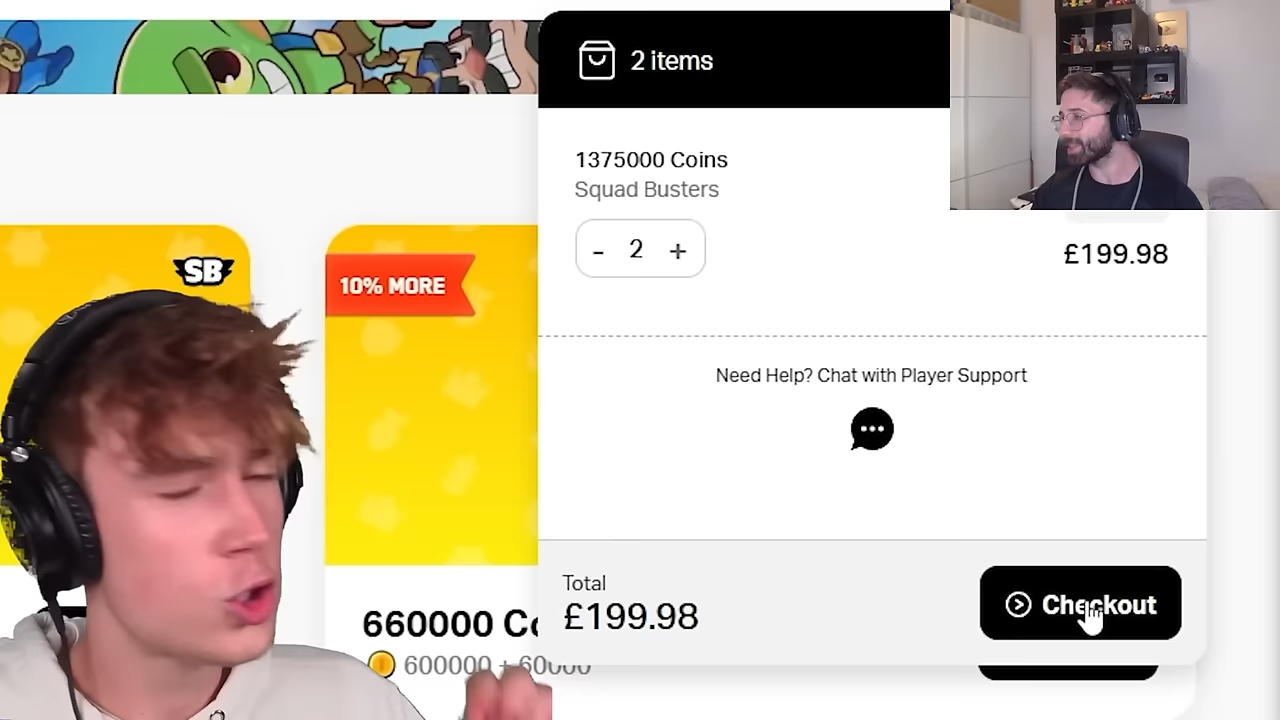 2 items
1375000 Coins
Squad Busters
- 2 +
£199.98
SB
10% MORE
Need Help? Chat with Player Support
Total
£199.98
Checkout
660000 Co
600000 + 60000